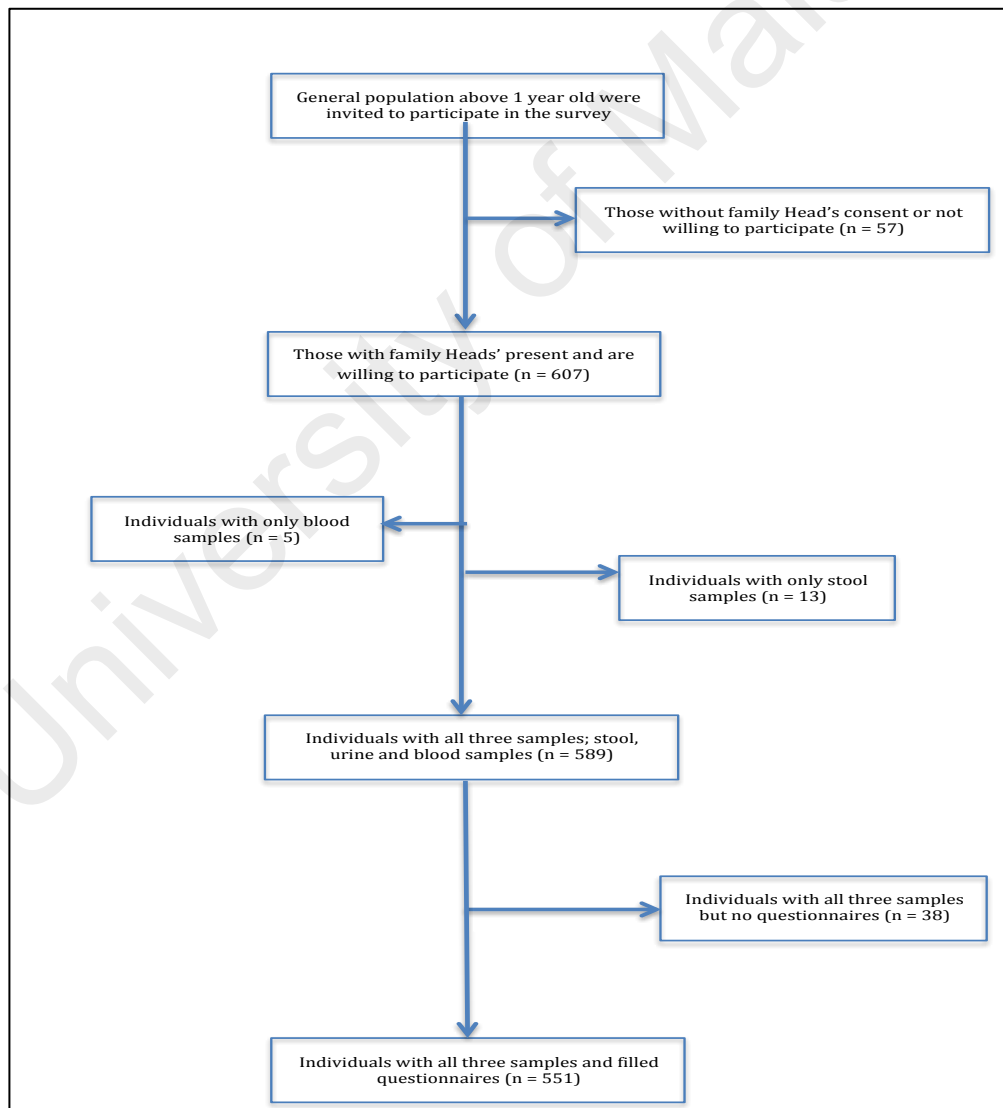 General population above 1 year old were
invited to participate in the survey
Those without family Head's consent or not
willing to participate (n = 57)
Those with family Heads' present and are
willing to participate (n = 607)
Individuals with only blood
samples (n = 5)
Individuals with only stool
samples (n = 13)
Individuals with all three samples; stool,
urine and blood samples (n = 589)
Individuals with all three samples
but no questionnaires (n = 38)
Individuals with all three samples and filled
questionnaires (n = 551)
University of Mala